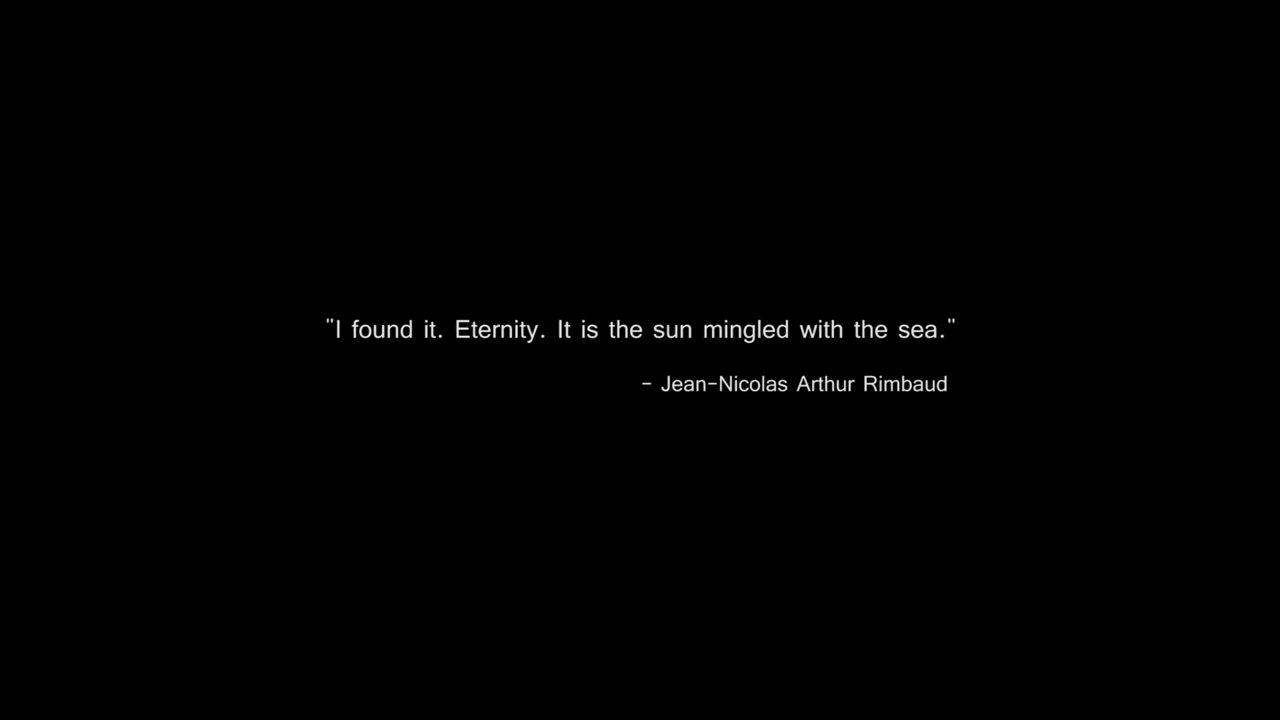 "I found it. Eternity. It is the sun mingled with the sea."
- Jean-Nicolas Arthur Rimbaud